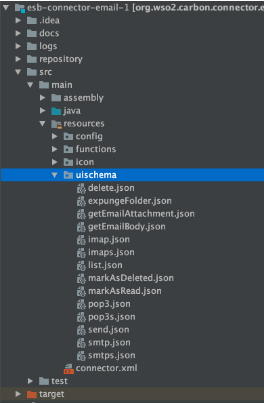 esb-connector-email-1 [org.wso2.carbon.connector.e
.idea
docs
logs
repository
src
main
assembly
java
resources
config
functions
icon
uischema
delete.json
expungeFolder.json
getEmailAttachment.json
getEmailBody.json
imap.json
imaps.json
list.json
markAsDeleted.json
markAsRead.json
pop3.json
pop3s.json
send.json
smtp.json
smtps.json
connector.xml
test
target